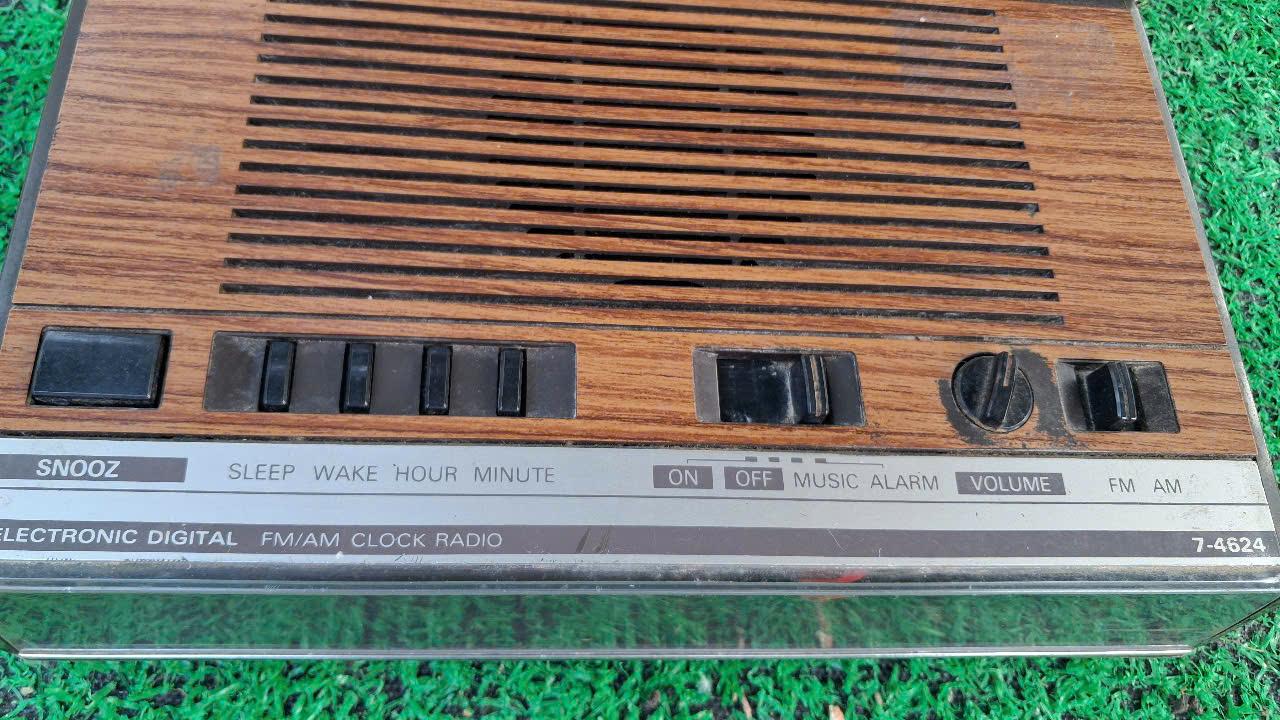 SNOOZ SLEEP WAKE HOUR MINUTE ON OFF MUSIC ALARM VOLUME FM AM
ELECTRONIC DIGITAL FM/AM CLOCK RADIO 7-4624